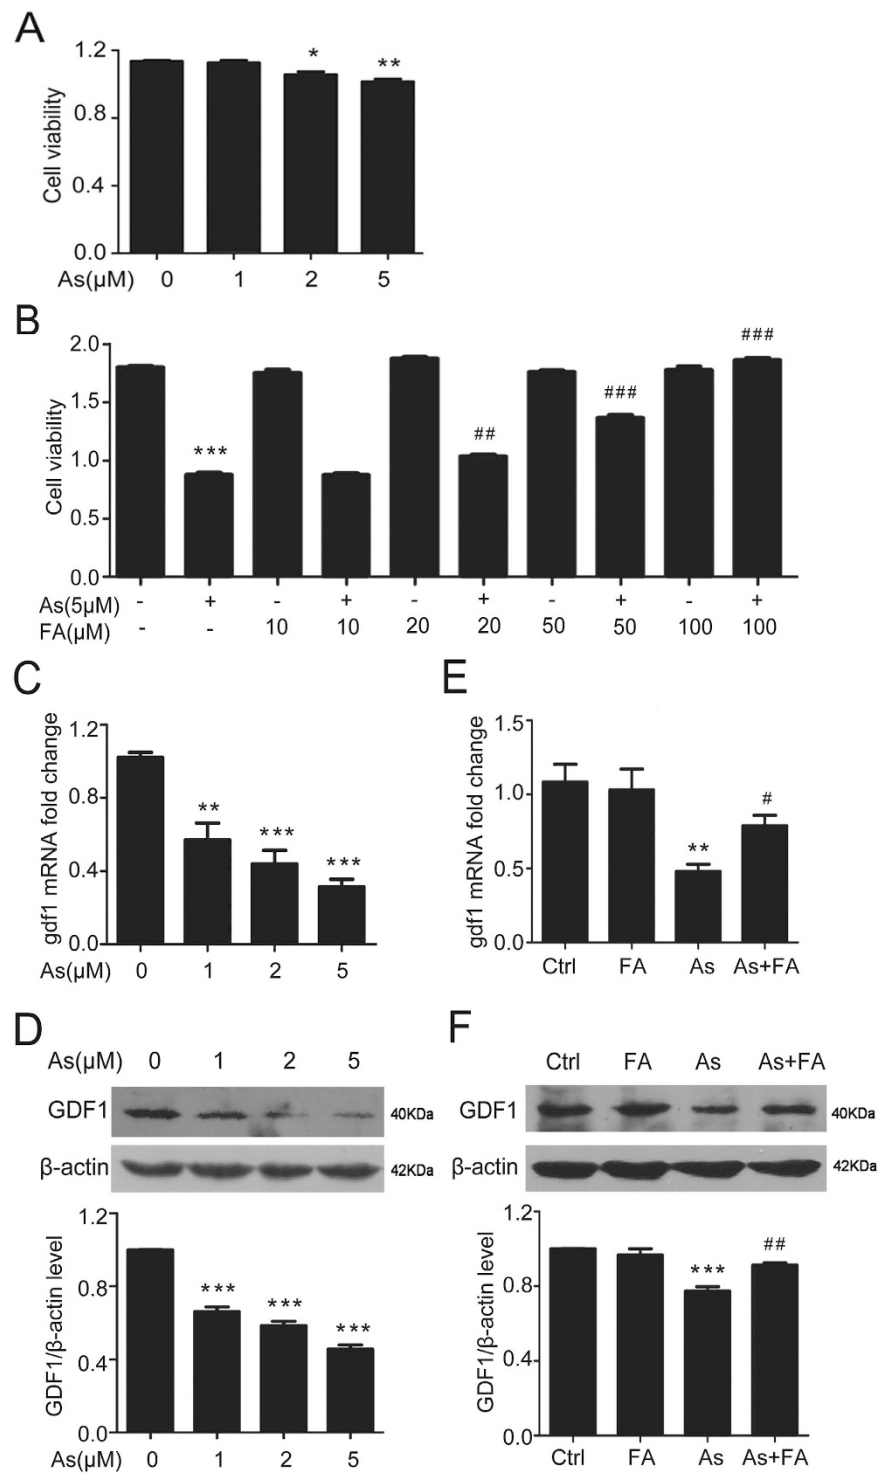 A
1.2
0.8
0.4
0.0
Cell viability
* **
As(μM) 0 1 2 5
B
2.0
1.5
1.0
0.5
0.0
Cell viability
*** ## ### ###
As(5μM) - + - + - + - + - +
FA(μM) - - 10 10 20 20 50 50 100 100
C
1.2
0.8
0.4
0.0
gdf1 mRNA fold change
** *** ***
As(μM) 0 1 2 5
E
1.5
1.0
0.5
0.0
gdf1 mRNA fold change
** #
Ctrl FA As As+FA
D
As(μM) 0 1 2 5
GDF1 40KDa
β-actin 42KDa
1.2
0.8
0.4
0.0
GDF1/β-actin level
*** *** ***
As(μM) 0 1 2 5
F
Ctrl FA As As+FA
GDF1 40KDa
β-actin 42KDa
1.2
0.8
0.4
0.0
GDF1/β-actin level
*** ##
Ctrl FA As As+FA